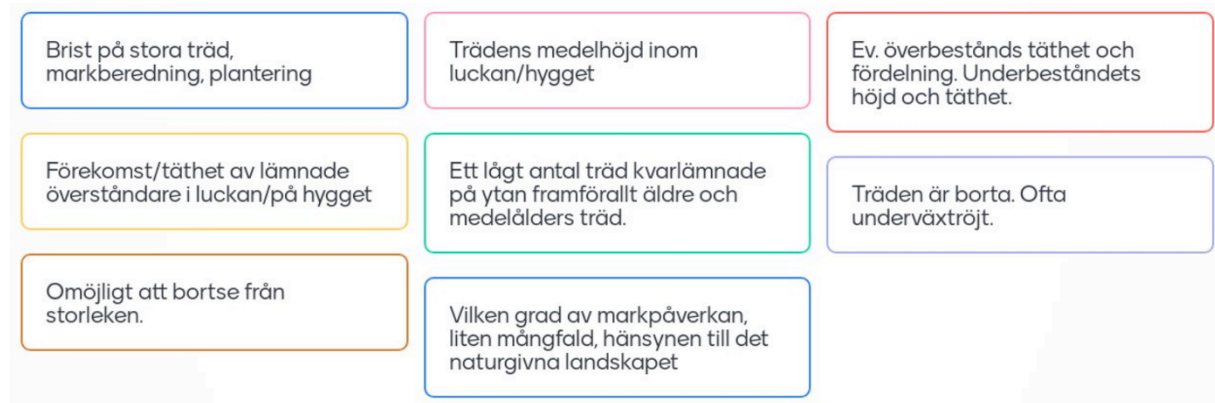 Brist på stora träd,
markberedning, plantering
Förekomst/täthet av lämnade
överståndare i luckan/på hygget
Omöjligt att bortse från
storleken.
Trädens medelhöjd inom
luckan/hygget
Ett lågt antal träd kvarlämnade
på ytan framförallt äldre och
medelålders träd.
Vilken grad av markpåverkan,
liten mångfald, hänsynen till det
naturgivna landskapet
Ev. överbestånds täthet och
fördelning. Underbeståndets
höjd och täthet.
Träden är borta. Ofta
underväxtröjt.